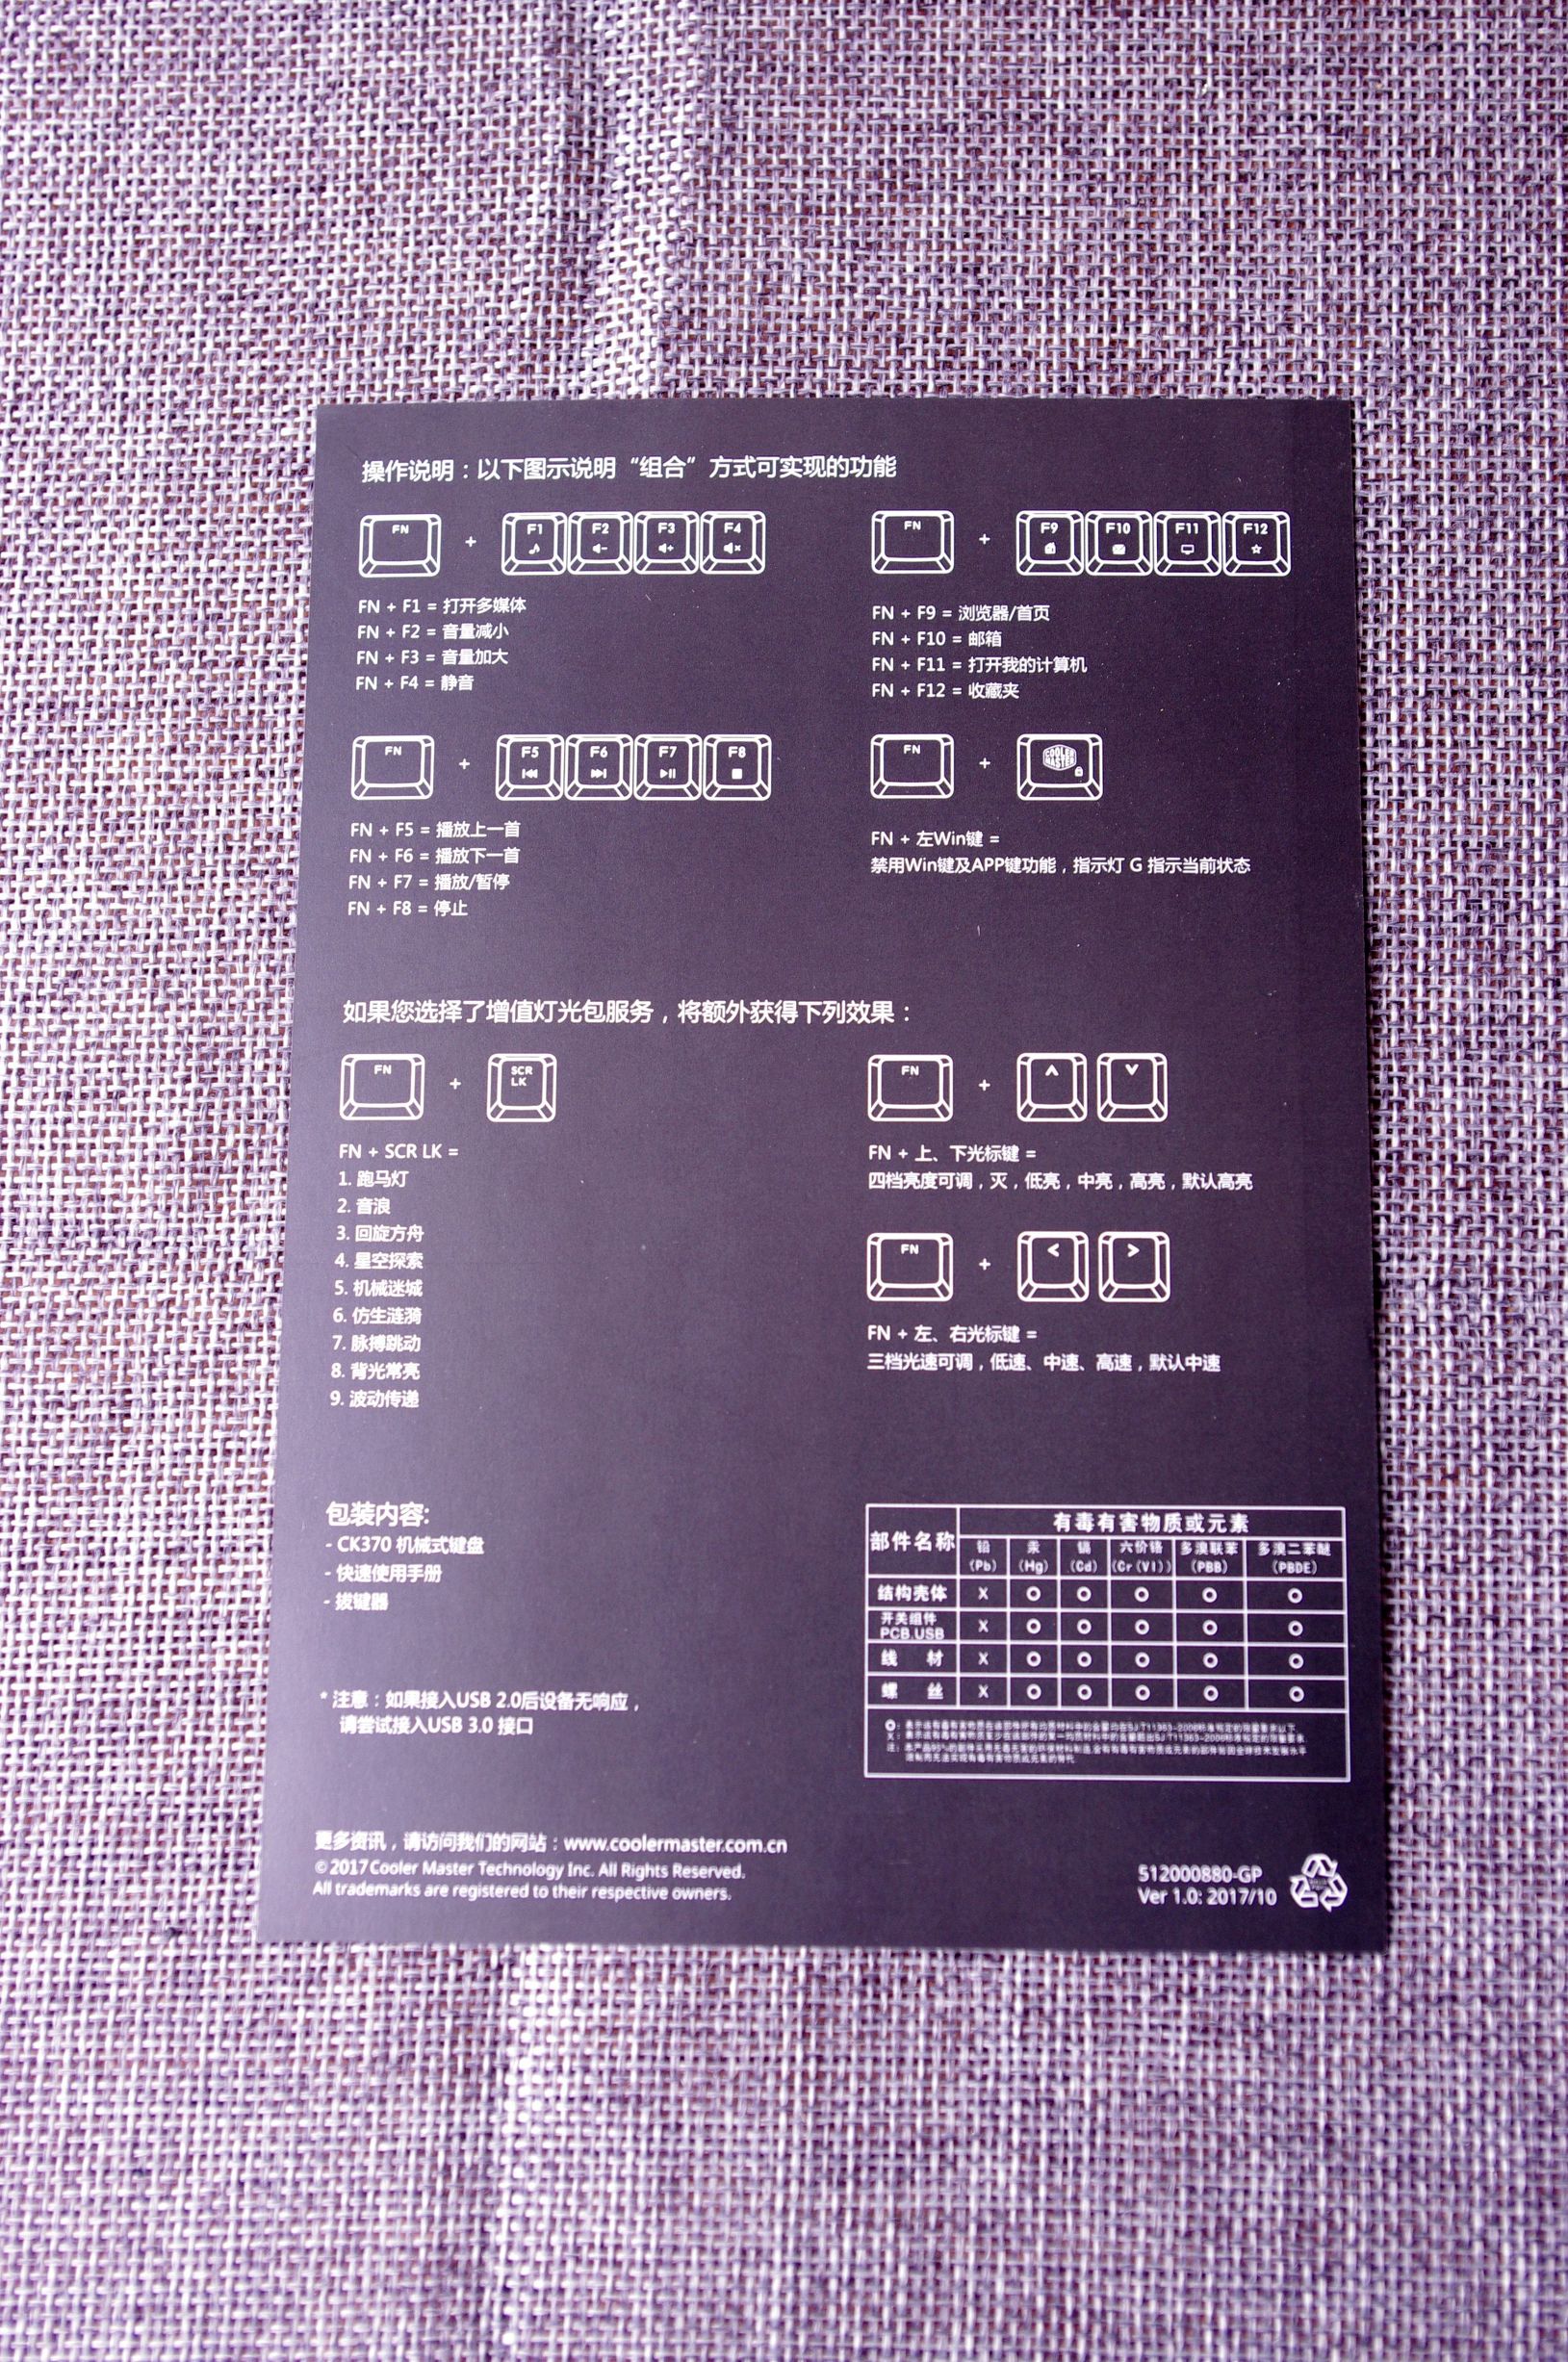 操作说明：以下图示说明“组合”方式可实现的功能
FN + F1 F2 F3 F4
FN + F1 = 打开多媒体
FN + F2 = 音量减小
FN + F3 = 音量加大
FN + F4 = 静音
FN + F9 F10 F11 F12
FN + F9 = 浏览器/首页
FN + F10 = 邮箱
FN + F11 = 打开我的计算机
FN + F12 = 收藏夹
FN + F5 F6 F7 F8
FN + F5 = 播放上一首
FN + F6 = 播放下一首
FN + F7 = 播放/暂停
FN + F8 = 停止
FN + COOLER MASTER
FN + 左Win键 =
禁用Win键及APP键功能，指示灯 G 指示当前状态
如果您选择了增值灯光包服务，将额外获得下列效果：
FN + SCR LK
FN + SCR LK =
1. 跑马灯
2. 音浪
3. 回旋方舟
4. 星空探索
5. 机械迷城
6. 仿生涟漪
7. 脉搏跳动
8. 背光常亮
9. 波动传递
FN +
FN + 上、下光标键 =
四档亮度可调，灭，低亮，中亮，高亮，默认高亮
FN + < >
FN + 左、右光标键 =
三档光速可调，低速、中速、高速，默认中速
包装内容:
- CK370 机械式键盘
- 快速使用手册
- 拔键器
* 注意：如果接入USB 2.0后设备无响应，
请尝试接入USB 3.0 接口
部件名称 有毒有害物质或元素
铅 汞 镉 六价铬 多溴联苯 多溴二苯醚
(Pb) (Hg) (Cd) (Cr(VI)) (PBB) (PBDE)
结构壳体 X O O O O O
开关组件
PCB.USB X O O O O O
线 材 X O O O O O
螺 丝 X O O O O O
更多资讯，请访问我们的网站：www.coolermaster.com.cn
©2017 Cooler Master Technology Inc. All Rights Reserved.
All trademarks are registered to their respective owners.
512000880-GP
Ver 1.0: 2017/10